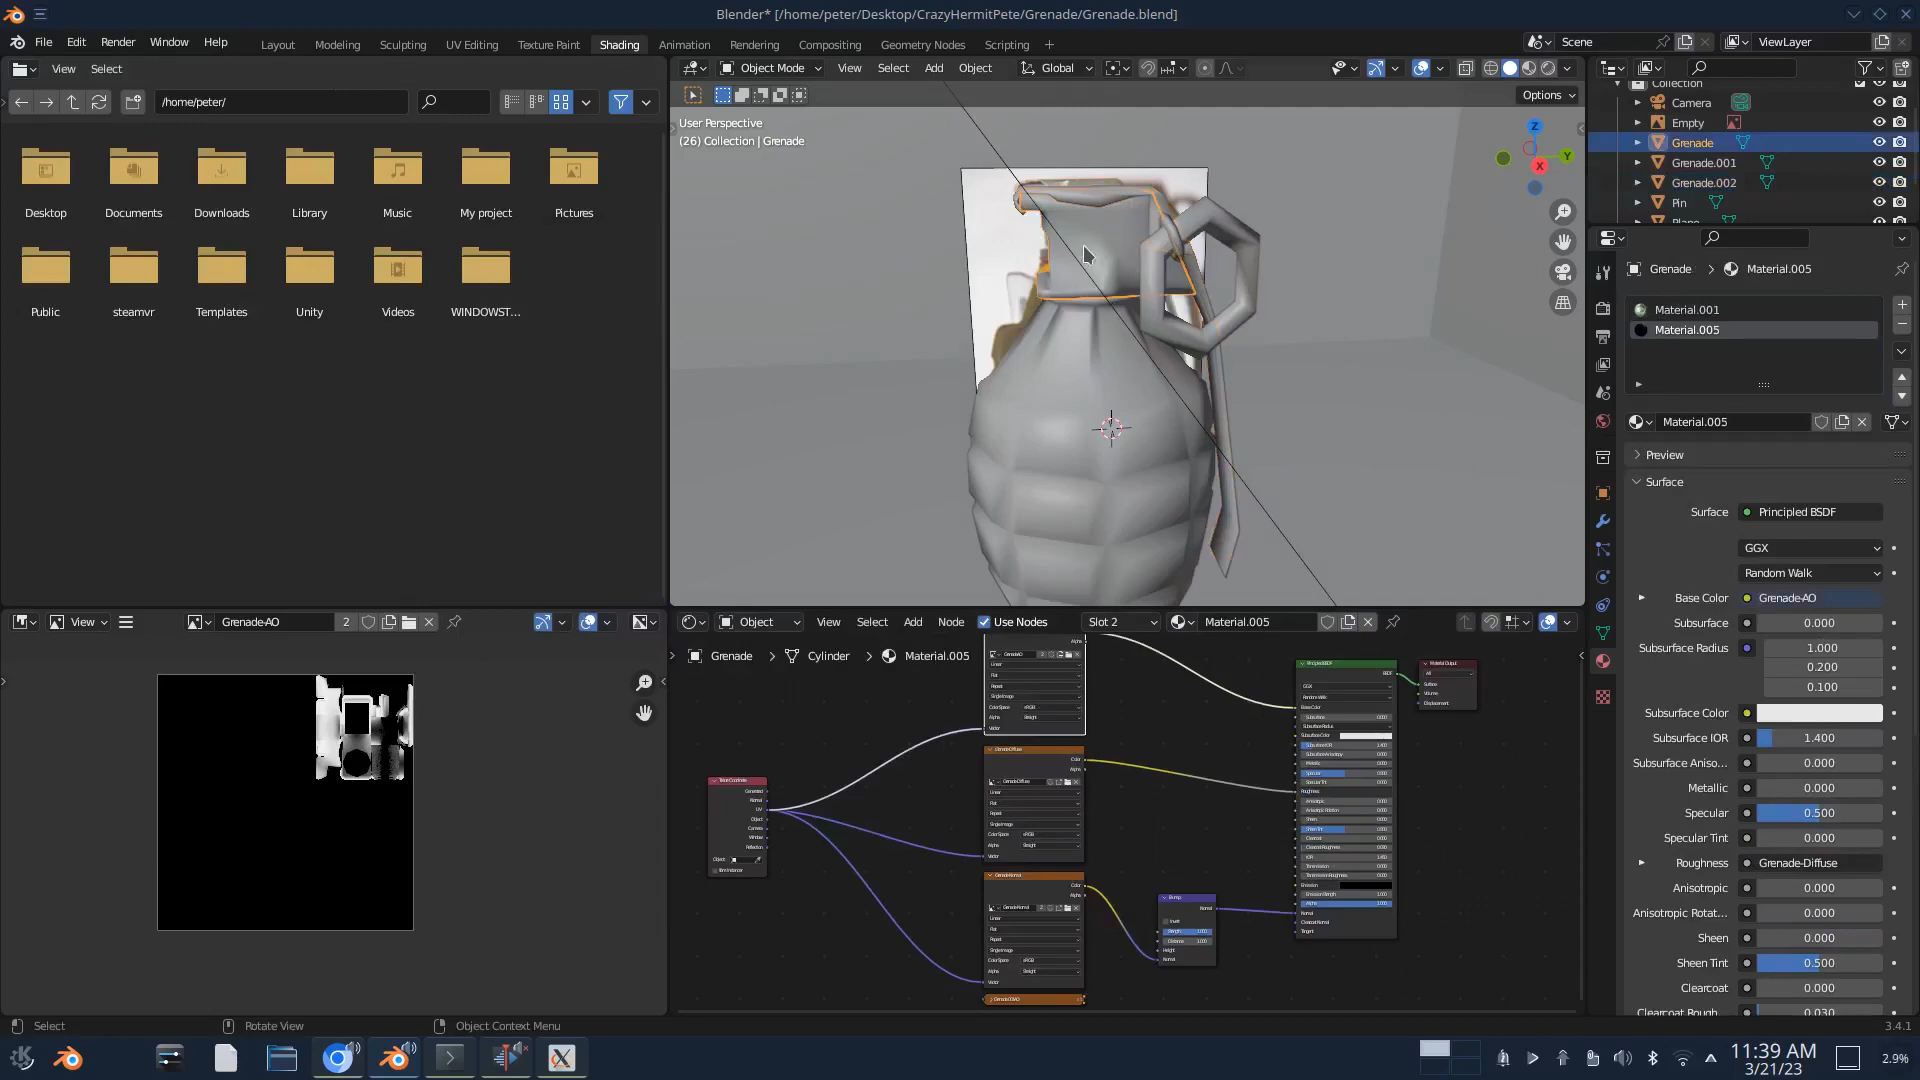 Blender* [/home/peter/Desktop/CrazyHermitPete/Grenade/Grenade.blend]
File Edit Render Window Help
Layout Modeling Sculpting UV Editing Texture Paint Shading Animation Rendering Compositing Geometry Nodes Scripting +
Scene
ViewLayer
View Select
/home/peter/
Desktop Documents Downloads Library Music My project Pictures
Public steamvr Templates Unity Videos WINDOWST...
Object Mode View Select Add Object Global
Options
User Perspective
(26) Collection | Grenade
Z
Y
X
Collection
Camera
Empty
Grenade
Grenade.001
Grenade.002
Pin
Grenade > Material.005
Material.001
Material.005
Material.005
Preview
Surface
Surface Principled BSDF
GGX
Random Walk
Base Color Grenade-AO
Subsurface 0.000
Subsurface Radius 1.000
0.200
0.100
Subsurface Color
Subsurface IOR 1.400
Subsurface Aniso... 0.000
Metallic 0.000
Specular 0.500
Specular Tint 0.000
Roughness Grenade-Diffuse
Anisotropic 0.000
Anisotropic Rotat... 0.000
Sheen 0.000
Sheen Tint 0.500
Clearcoat 0.000
Clearcoat Rough... 0.030
View Grenade-AO 2
Object View Select Add Node Use Nodes Slot 2 Material.005
Grenade > Cylinder > Material.005
Select Rotate View Object Context Menu
3.4.1
11:39 AM
3/21/23
2.9%